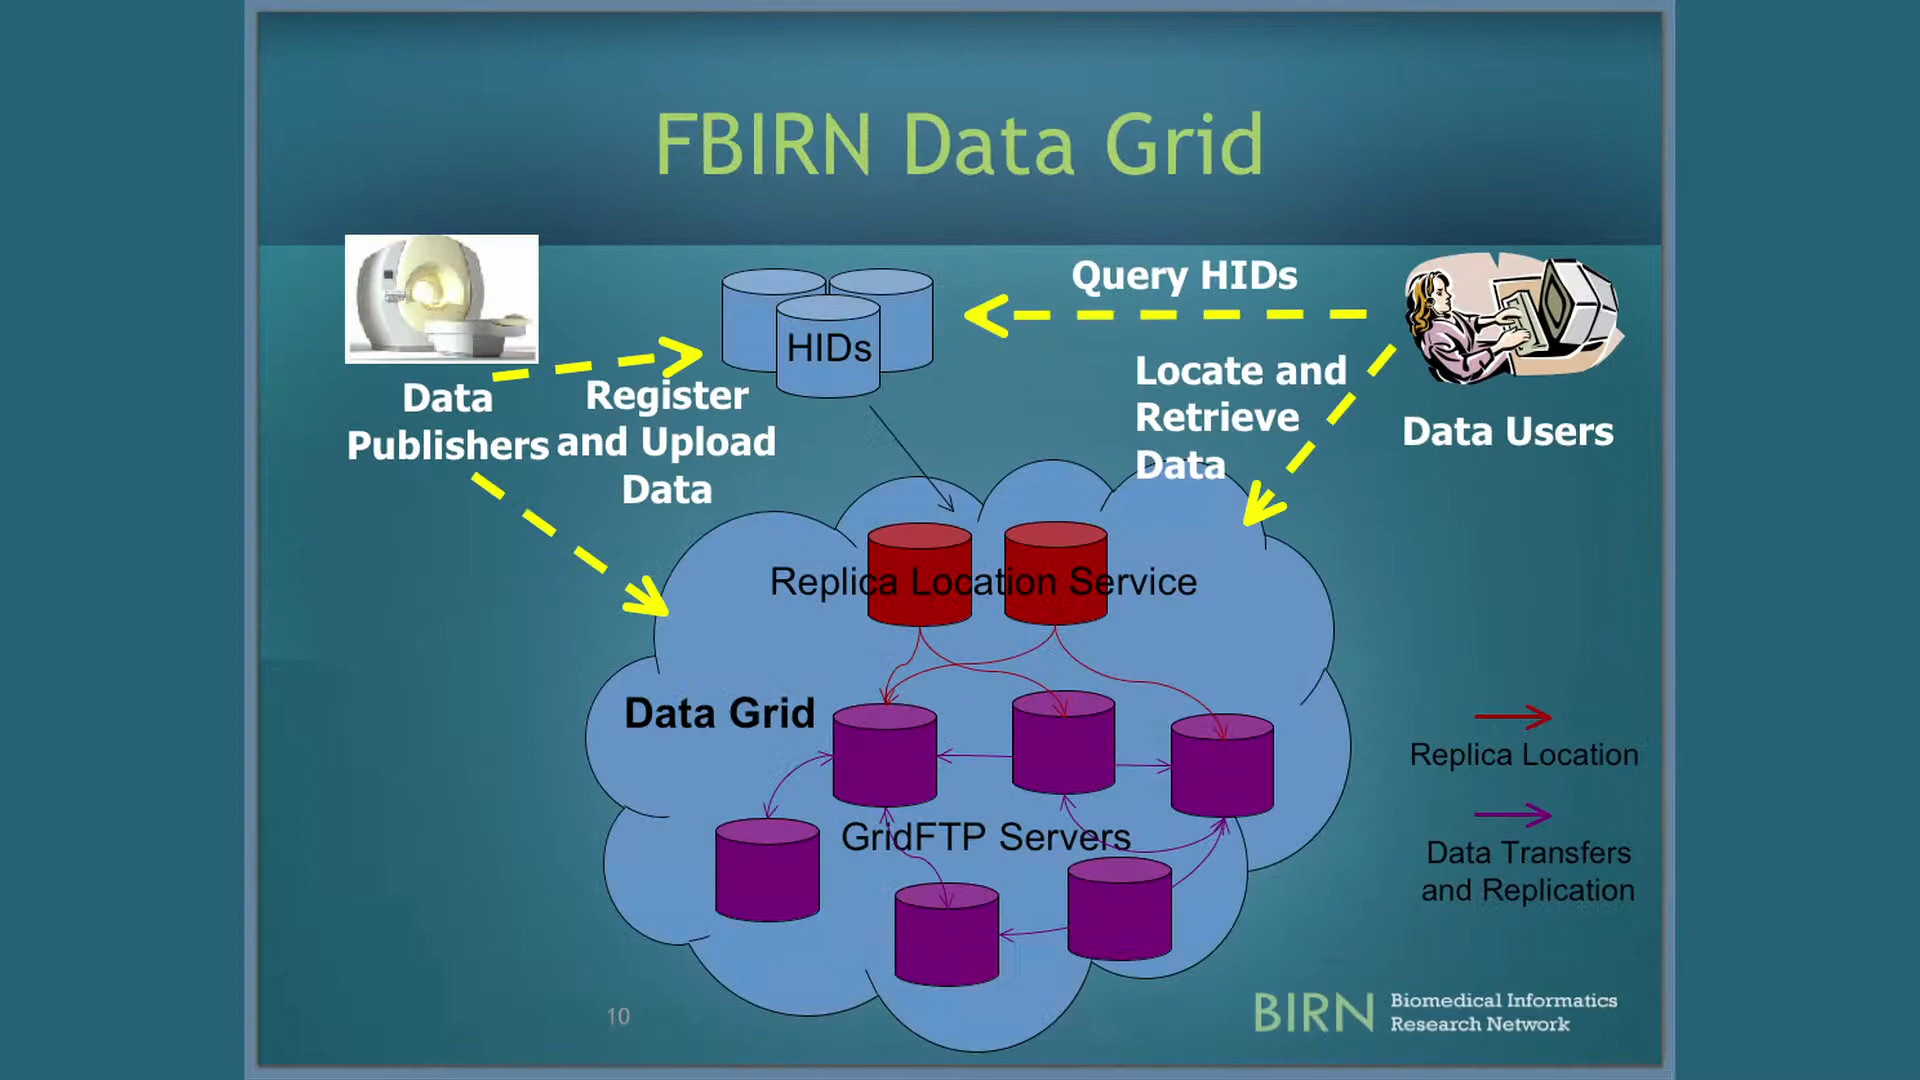 FBIRN Data Grid
Query HIDs
HIDs
Data
Publishers
Register
and Upload
Data
Locate and
Retrieve
Data
Data Users
Replica Location Service
Data Grid
GridFTP Servers
Replica Location
Data Transfers
and Replication
10
BIRN
Biomedical Informatics
Research Network